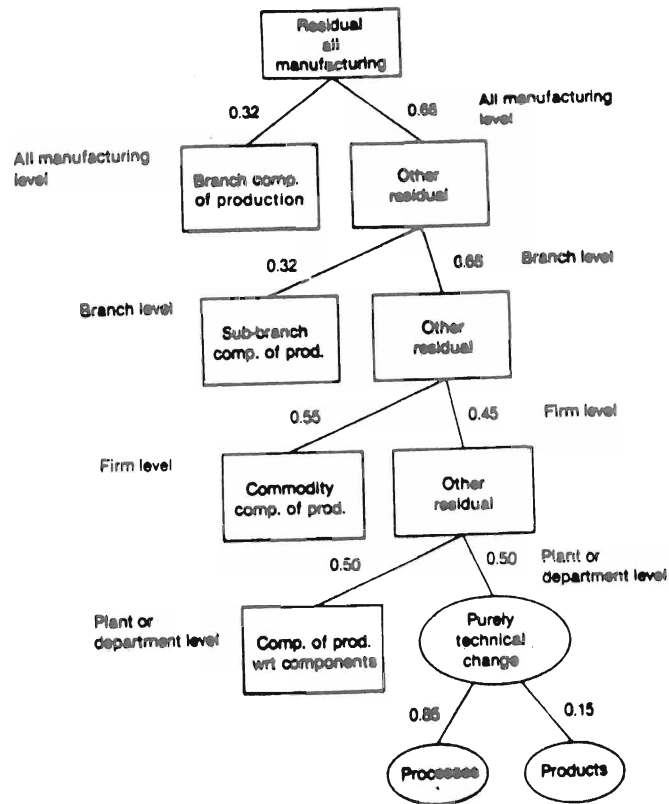 Residual
all
manufacturing
0.32
0.68
All manufacturing
level
All manufacturing
level
Branch comp.
of production
Other
residual
0.32
0.68
Branch level
Branch level
Sub-branch
comp. of prod.
Other
residual
0.55
0.45
Firm level
Firm level
Commodity
comp. of prod.
Other
residual
0.50
0.50
Plant or
department level
Plant or
department level
Comp. of prod.
wrt components
Purely
technical
change
0.85
0.15
Processes
Products